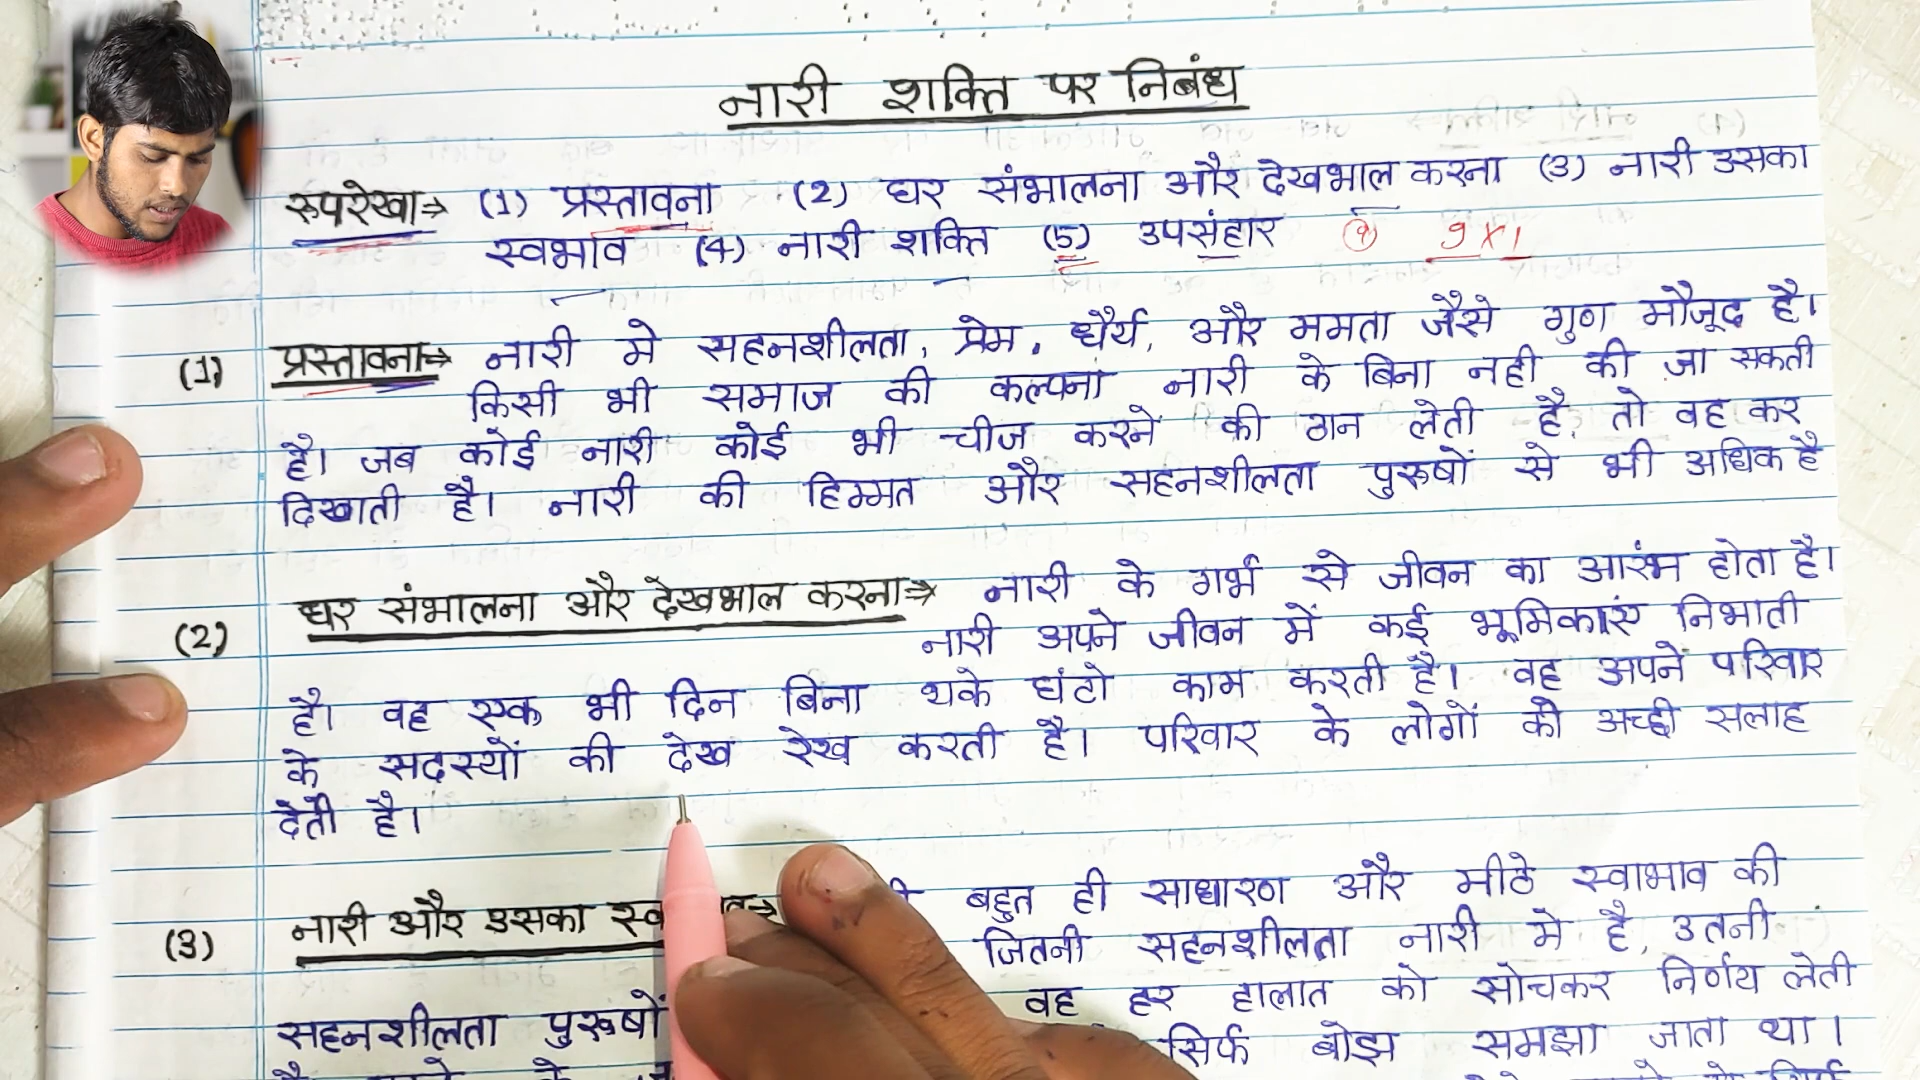 नारी शक्ति पर निबंध
रुपरेखा⇒ (1) प्रस्तावना (2) घर संभालना और देखभाल करना (3) नारी उसका
स्वभाव (4) नारी शक्ति (5) उपसंहार 9×1
(1) प्रस्तावना⇒ नारी मे सहनशीलता, प्रेम, धैर्य, और ममता जैसे गुण मौजूद है।
किसी भी समाज की कल्पना नारी के बिना नही की जा सकती
है। जब कोई नारी कोई भी चीज करने की ठान लेती है, तो वह कर
दिखाती है। नारी की हिम्मत और सहनशीलता पुरुषों से भी अधिक है
(2) घर संभालना और देखभाल करना⇒ नारी के गर्भ से जीवन का आरंभ होता है।
नारी अपने जीवन में कई भूमिकाएं निभाती
है। वह एक भी दिन बिना थके घंटो काम करती है। वह अपने परिवार
के सदस्यों की देख रेख करती है। परिवार के लोगों को अच्छी सलाह
देती है।
(3) नारी और उसका बहुत ही साधारण और मीठे स्वाभाव की
जितनी सहनशीलता नारी मे है, उतनी
सहनशीलता पुरुषों वह हर हालात को सोचकर निर्णय लेती
सिर्फ बोझ समझा जाता था।